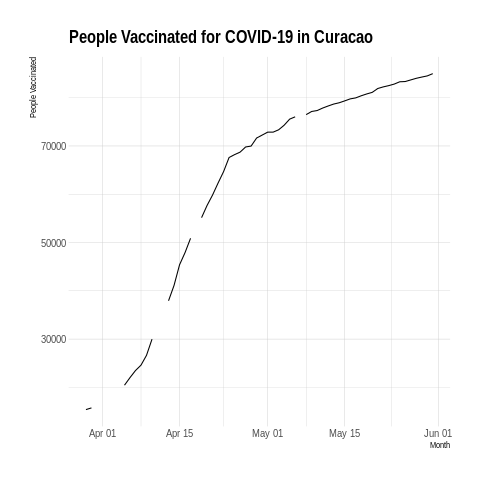 People Vaccinated for COVID-19 in Curacao
People Vaccinated
70000
50000
30000
Apr 01 Apr 15 May 01 May 15 Jun 01
Month